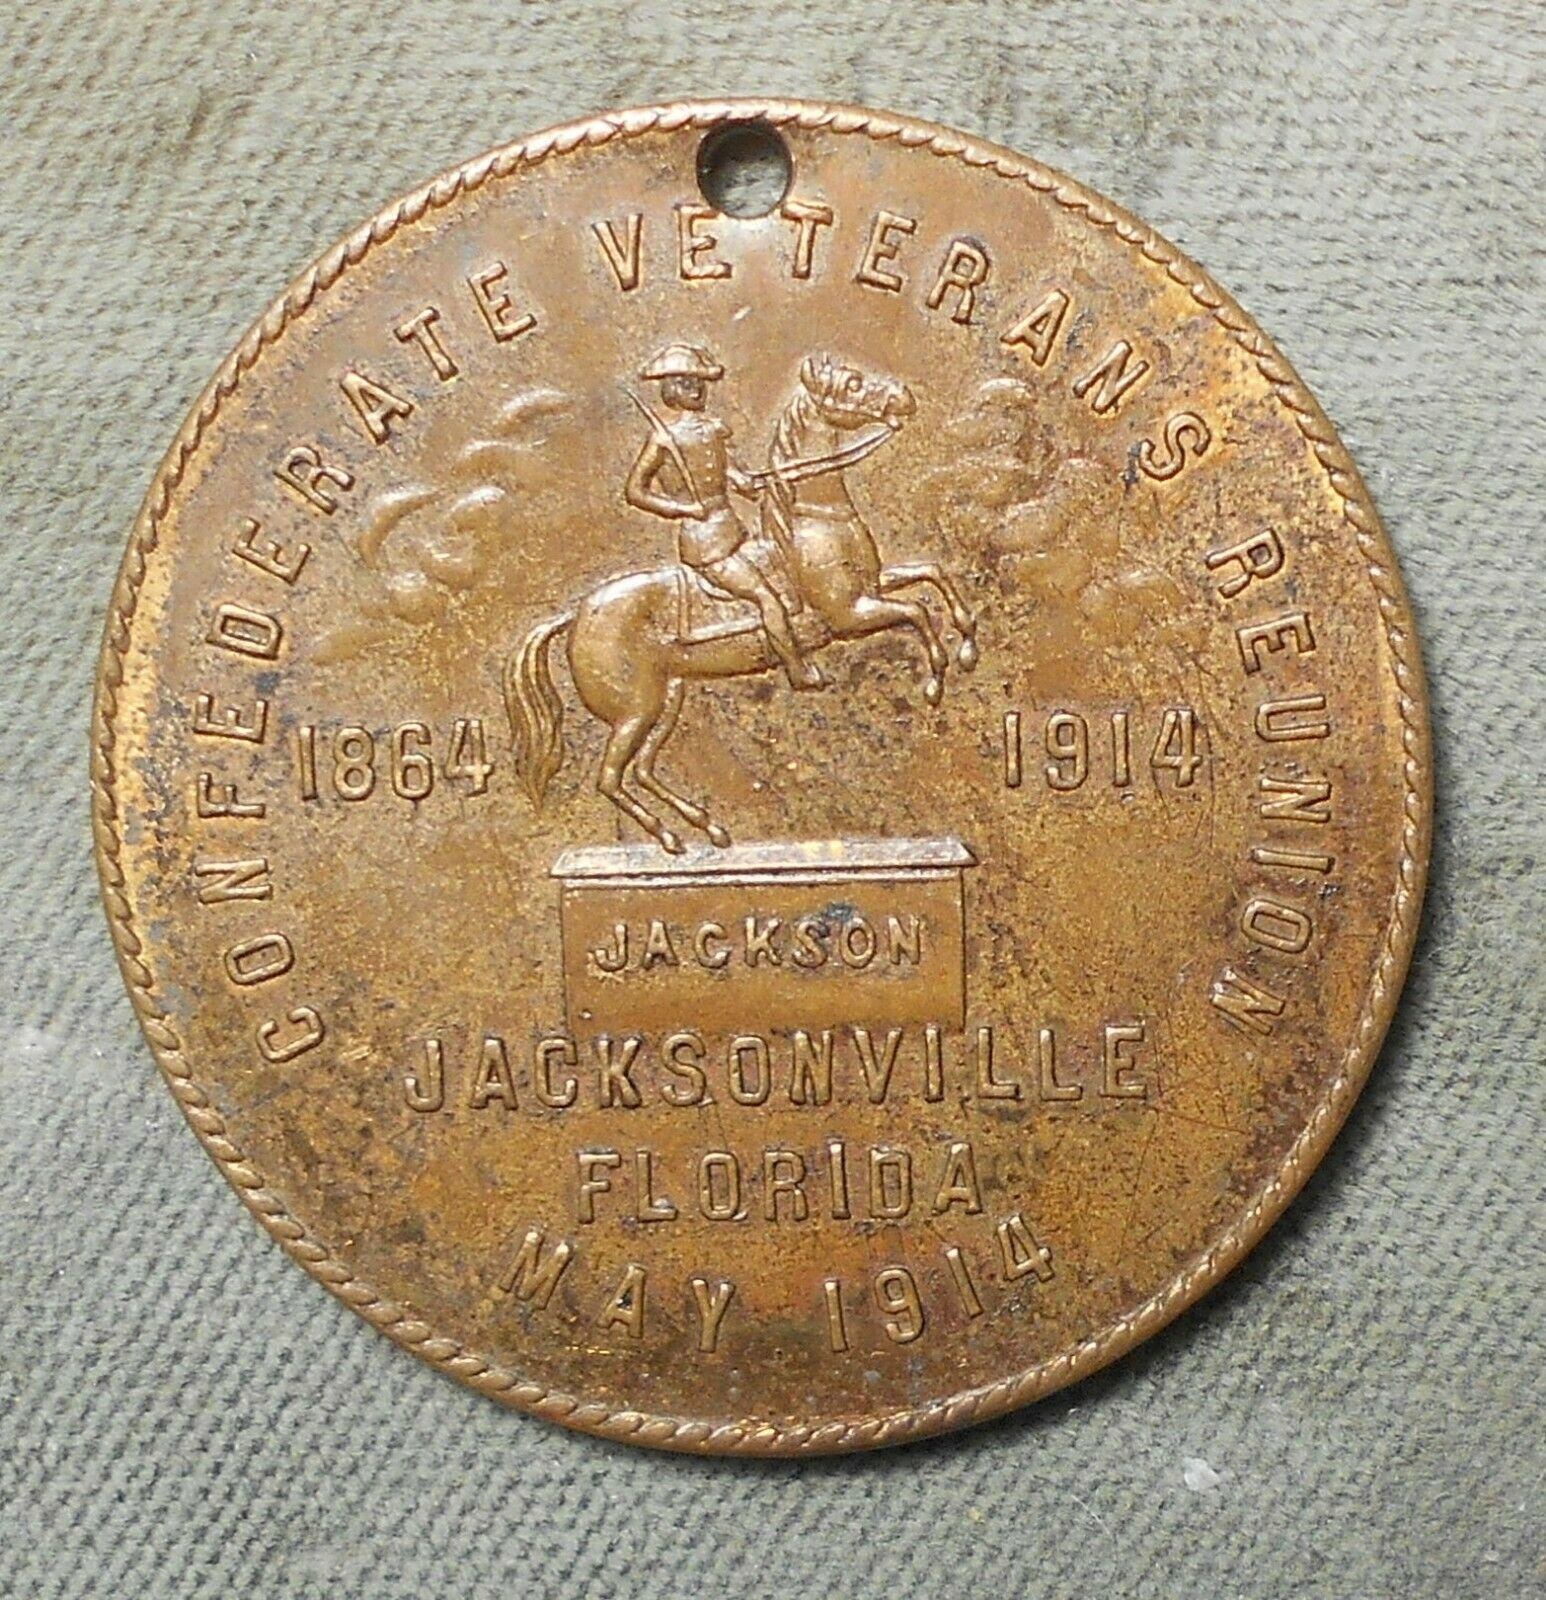 CONFEDERATE VETERANS REUNION
1864 1914
JACKSON
JACKSONVILLE
FLORIDA
MAY 1914